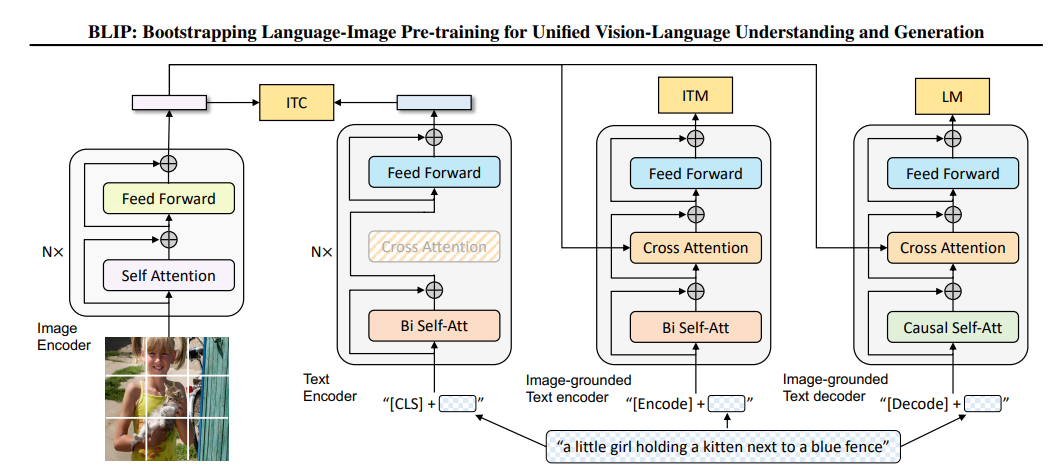 BLIP: Bootstrapping Language-Image Pre-training for Unified Vision-Language Understanding and Generation
ITC
ITM
LM
Feed Forward
Self Attention
N×
Image
Encoder
Feed Forward
Cross Attention
Bi Self-Att
N×
Text
Encoder
“[CLS] + ”
Feed Forward
Cross Attention
Bi Self-Att
Image-grounded
Text encoder
“[Encode] + ”
Feed Forward
Cross Attention
Causal Self-Att
Image-grounded
Text decoder
“[Decode] + ”
“a little girl holding a kitten next to a blue fence”